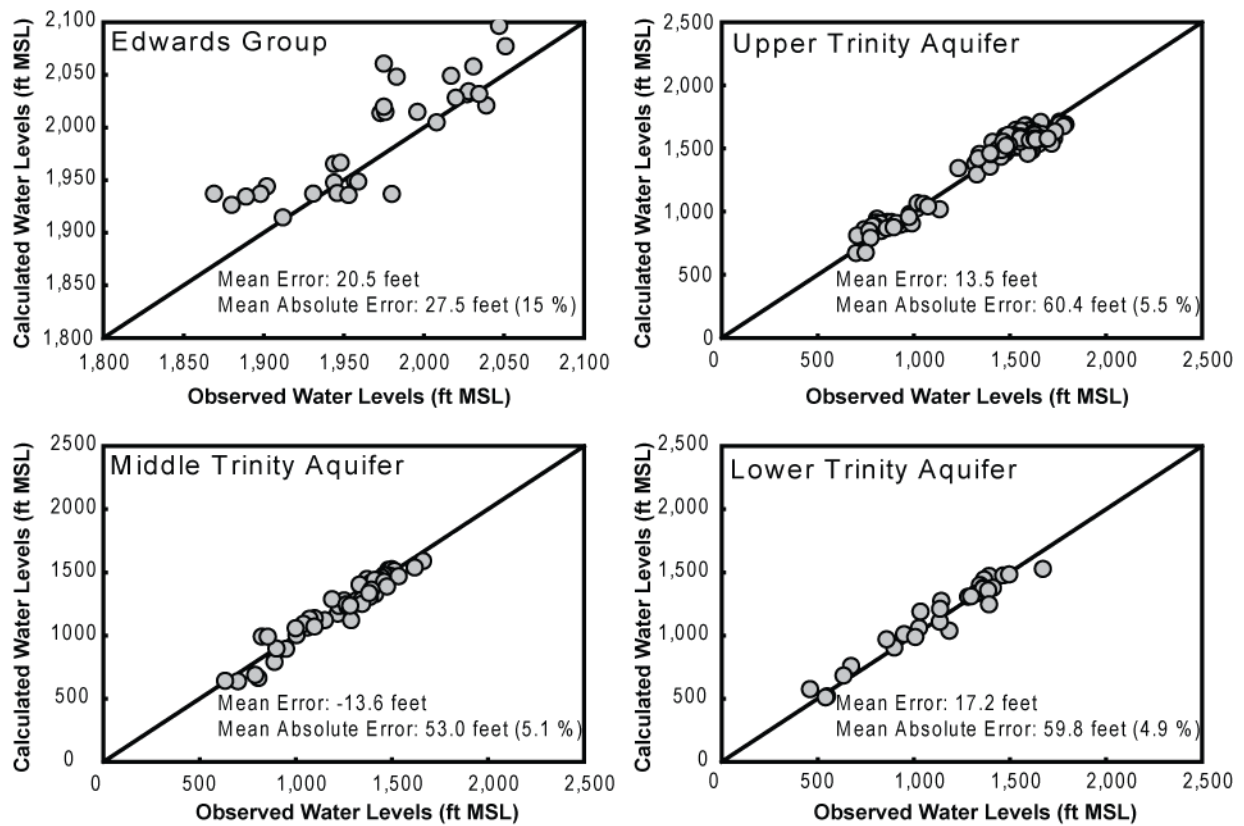 Edwards Group
Calculated Water Levels (ft MSL)
2,100
2,050
2,000
1,950
1,900
1,850
1,800
Mean Error: 20.5 feet
Mean Absolute Error: 27.5 feet (15 %)
1,800
1,850
1,900
1,950
2,000
2,050
2,100
Observed Water Levels (ft MSL)
Upper Trinity Aquifer
Calculated Water Levels (ft MSL)
2,500
2,000
1,500
1,000
500
0
Mean Error: 13.5 feet
Mean Absolute Error: 60.4 feet (5.5 %)
0
500
1,000
1,500
2,000
2,500
Observed Water Levels (ft MSL)
Middle Trinity Aquifer
Calculated Water Levels (ft MSL)
2500
2000
1500
1000
500
0
Mean Error: -13.6 feet
Mean Absolute Error: 53.0 feet (5.1 %)
0
500
1,000
1,500
2,000
2,500
Observed Water Levels (ft MSL)
Lower Trinity Aquifer
Calculated Water Levels (ft MSL)
2,500
2,000
1,500
1,000
500
0
Mean Error: 17.2 feet
Mean Absolute Error: 59.8 feet (4.9 %)
0
500
1,000
1,500
2,000
2,500
Observed Water Levels (ft MSL)